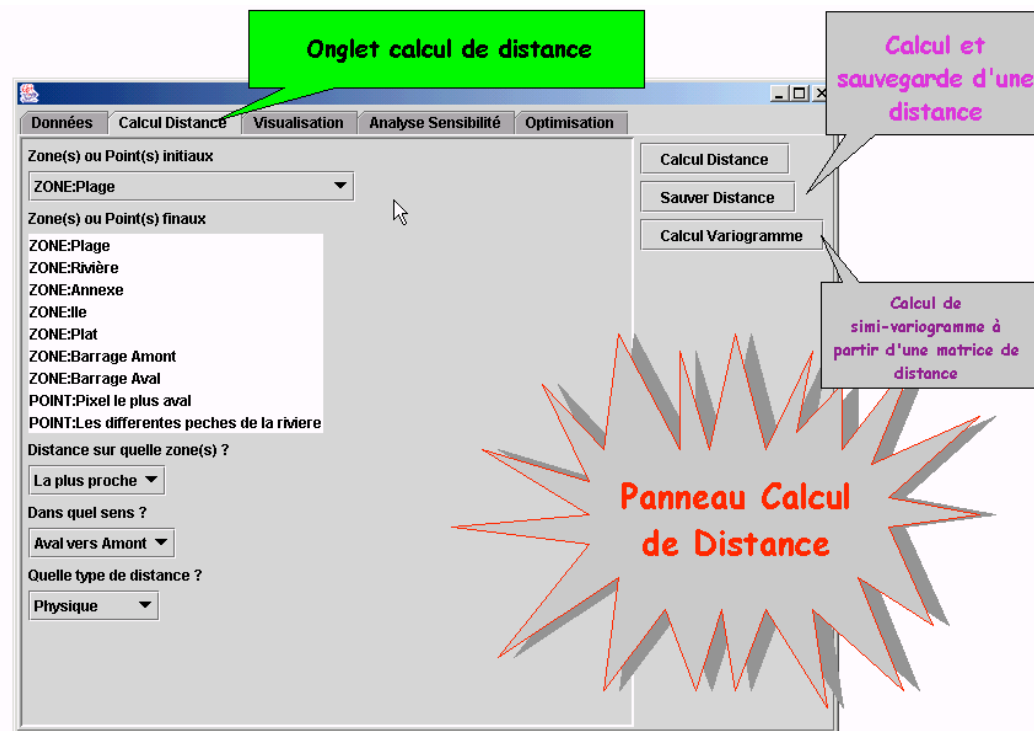 Onglet calcul de distance
Calcul et
sauvegarde d'une
distance
Données
Calcul Distance
Visualisation
Analyse Sensibilité
Optimisation
Zone(s) ou Point(s) initiaux
ZONE:Plage
Zone(s) ou Point(s) finaux
ZONE:Plage
ZONE:Rivière
ZONE:Annexe
ZONE:Ile
ZONE:Plat
ZONE:Barrage Amont
ZONE:Barrage Aval
POINT:Pixel le plus aval
POINT:Les differentes peches de la riviere
Distance sur quelle zone(s) ?
La plus proche
Dans quel sens ?
Aval vers Amont
Quelle type de distance ?
Physique
Calcul Distance
Sauver Distance
Calcul Variogramme
Calcul de
simi-variogramme à
partir d'une matrice de
distance
Panneau Calcul
de Distance